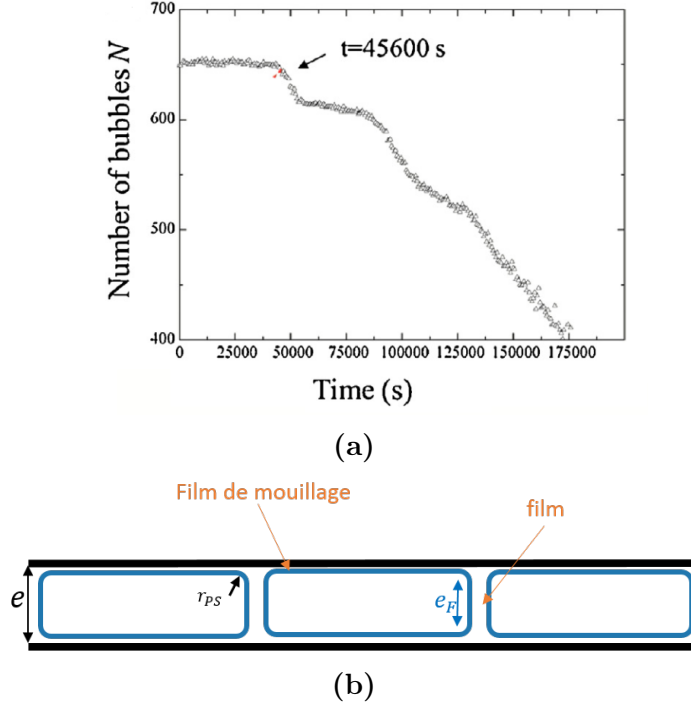 700
t=45600 s
600
Number of bubbles N
500
400
0 25000 50000 75000 100000 125000 150000 175000
Time (s)
(a)
Film de mouillage
film
e
r_PS
e_F
(b)